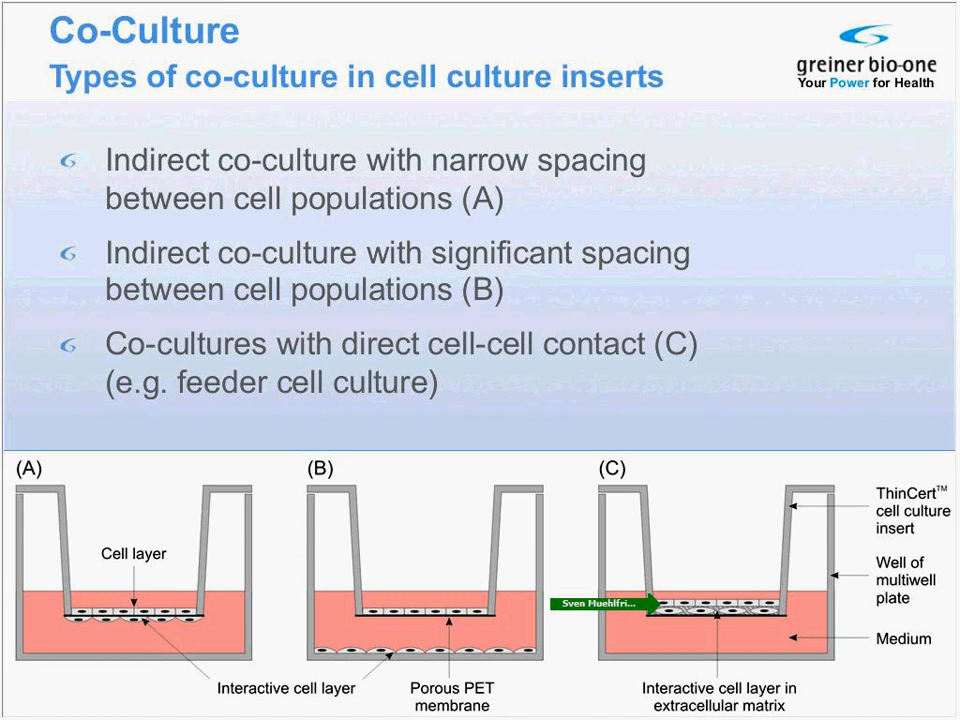 Co-Culture
Types of co-culture in cell culture inserts
greiner bio-one
Your Power for Health
Indirect co-culture with narrow spacing
between cell populations (A)
Indirect co-culture with significant spacing
between cell populations (B)
Co-cultures with direct cell-cell contact (C)
(e.g. feeder cell culture)
(A)
(B)
(C)
Cell layer
Interactive cell layer
Porous PET
membrane
Sven Muehlfri...
Interactive cell layer in
extracellular matrix
ThinCert™
cell culture
insert
Well of
multiwell
plate
Medium